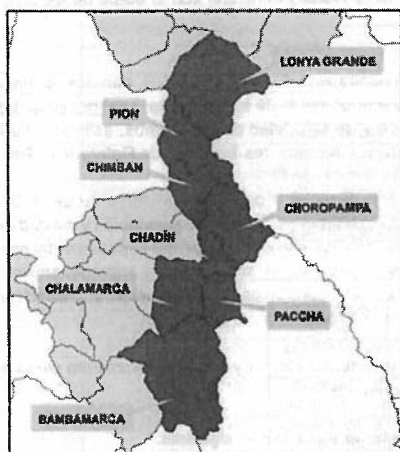 LONYA GRANDE
PION
CHIMBAN
CHOROPAMPA
CHADÍN
CHALAMARCA
PACCHA
BAMBAMARCA